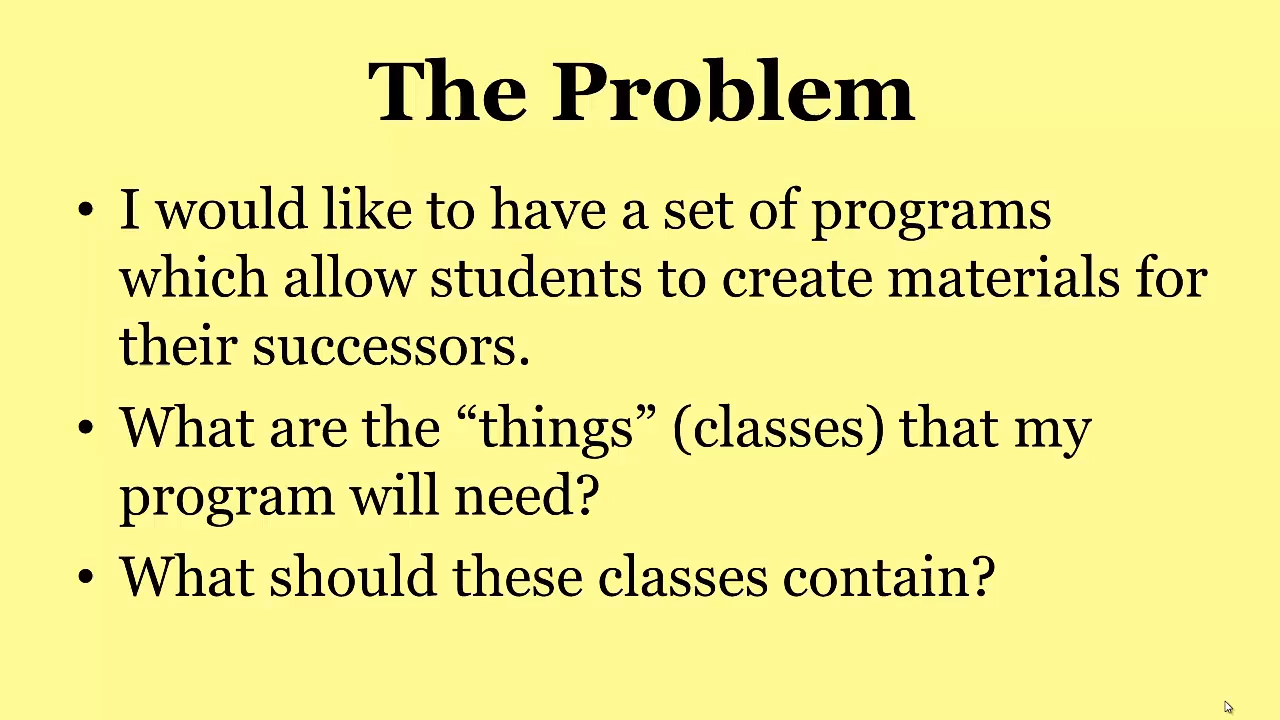 The Problem
• I would like to have a set of programs
which allow students to create materials for
their successors.
• What are the “things” (classes) that my
program will need?
• What should these classes contain?